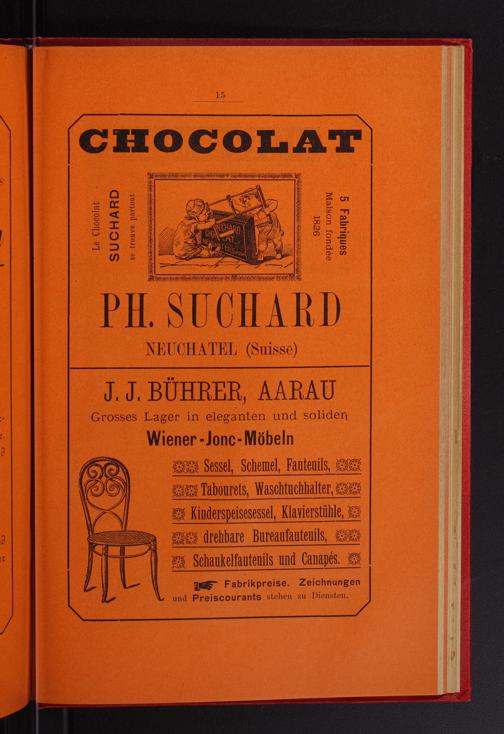 15
CHOCOLAT
Le Chocolat
SUCHARD
se trouve partout
5 Fabriques
Maison fondée
1826
PH. SUCHARD
NEUCHATEL (Suisse)
J. J. BÜHRER, AARAU
Grosses Lager in eleganten und soliden
Wiener-Jonc-Möbeln
Sessel, Schemel, Fauteuils,
Tabourets, Waschtuchhalter,
Kinderspeisesessel, Klavierstühle,
drehbare Bureaufauteuils,
Schaukelfauteuils und Canapés.
Fabrikpreise. Zeichnungen
und Preiscourants stehen zu Diensten.